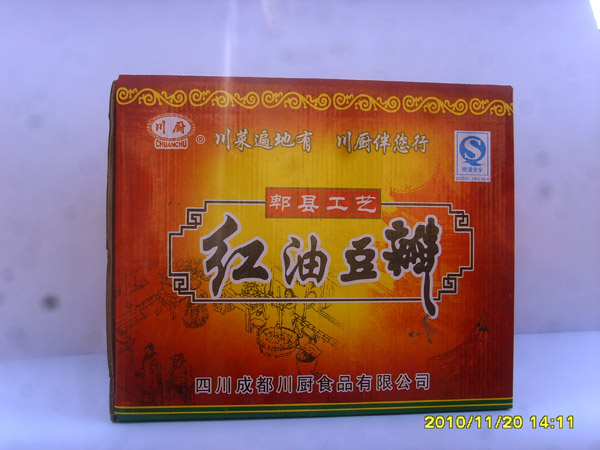 川厨
CHUANCHU
®
川菜遍地有 川厨伴您行
郫县工艺
红油豆瓣
四川成都川厨食品有限公司
2010/11/20 14:11